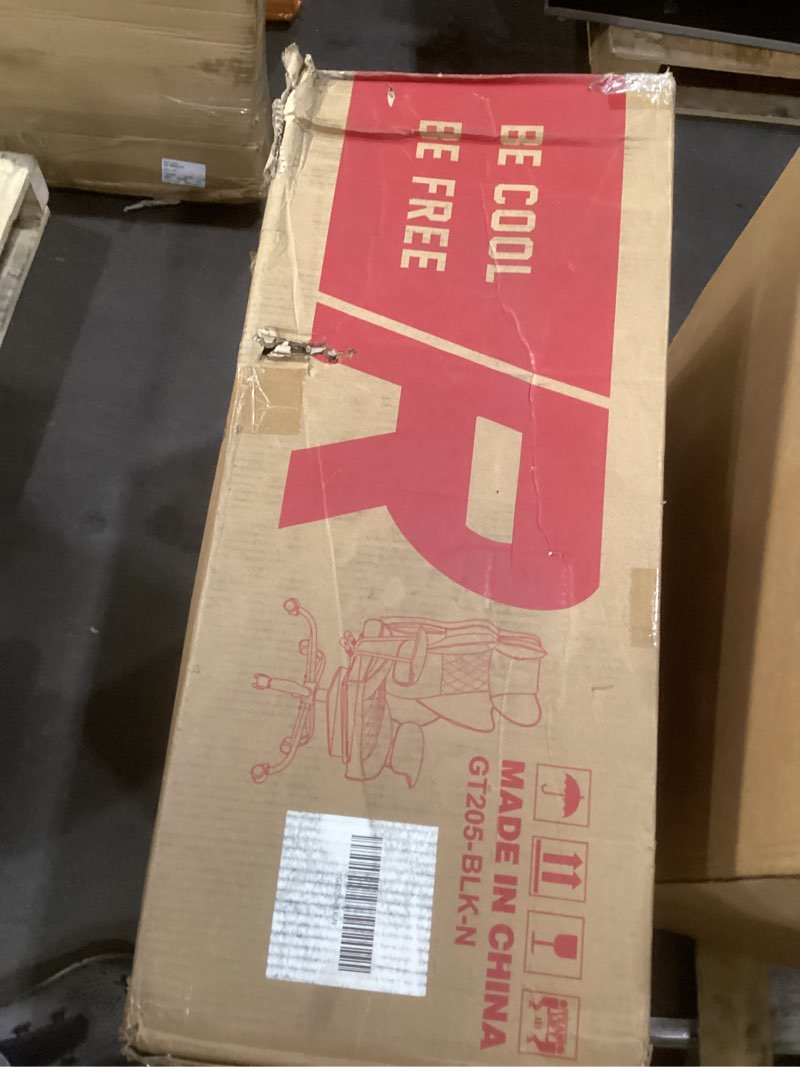 BE COOL
BE FREE
R
MADE IN CHINA
GT205-BLK-N